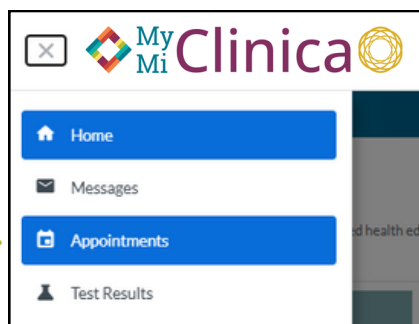 My
Mi
Clinica
Home
Messages
Appointments
ed health ed
Test Results